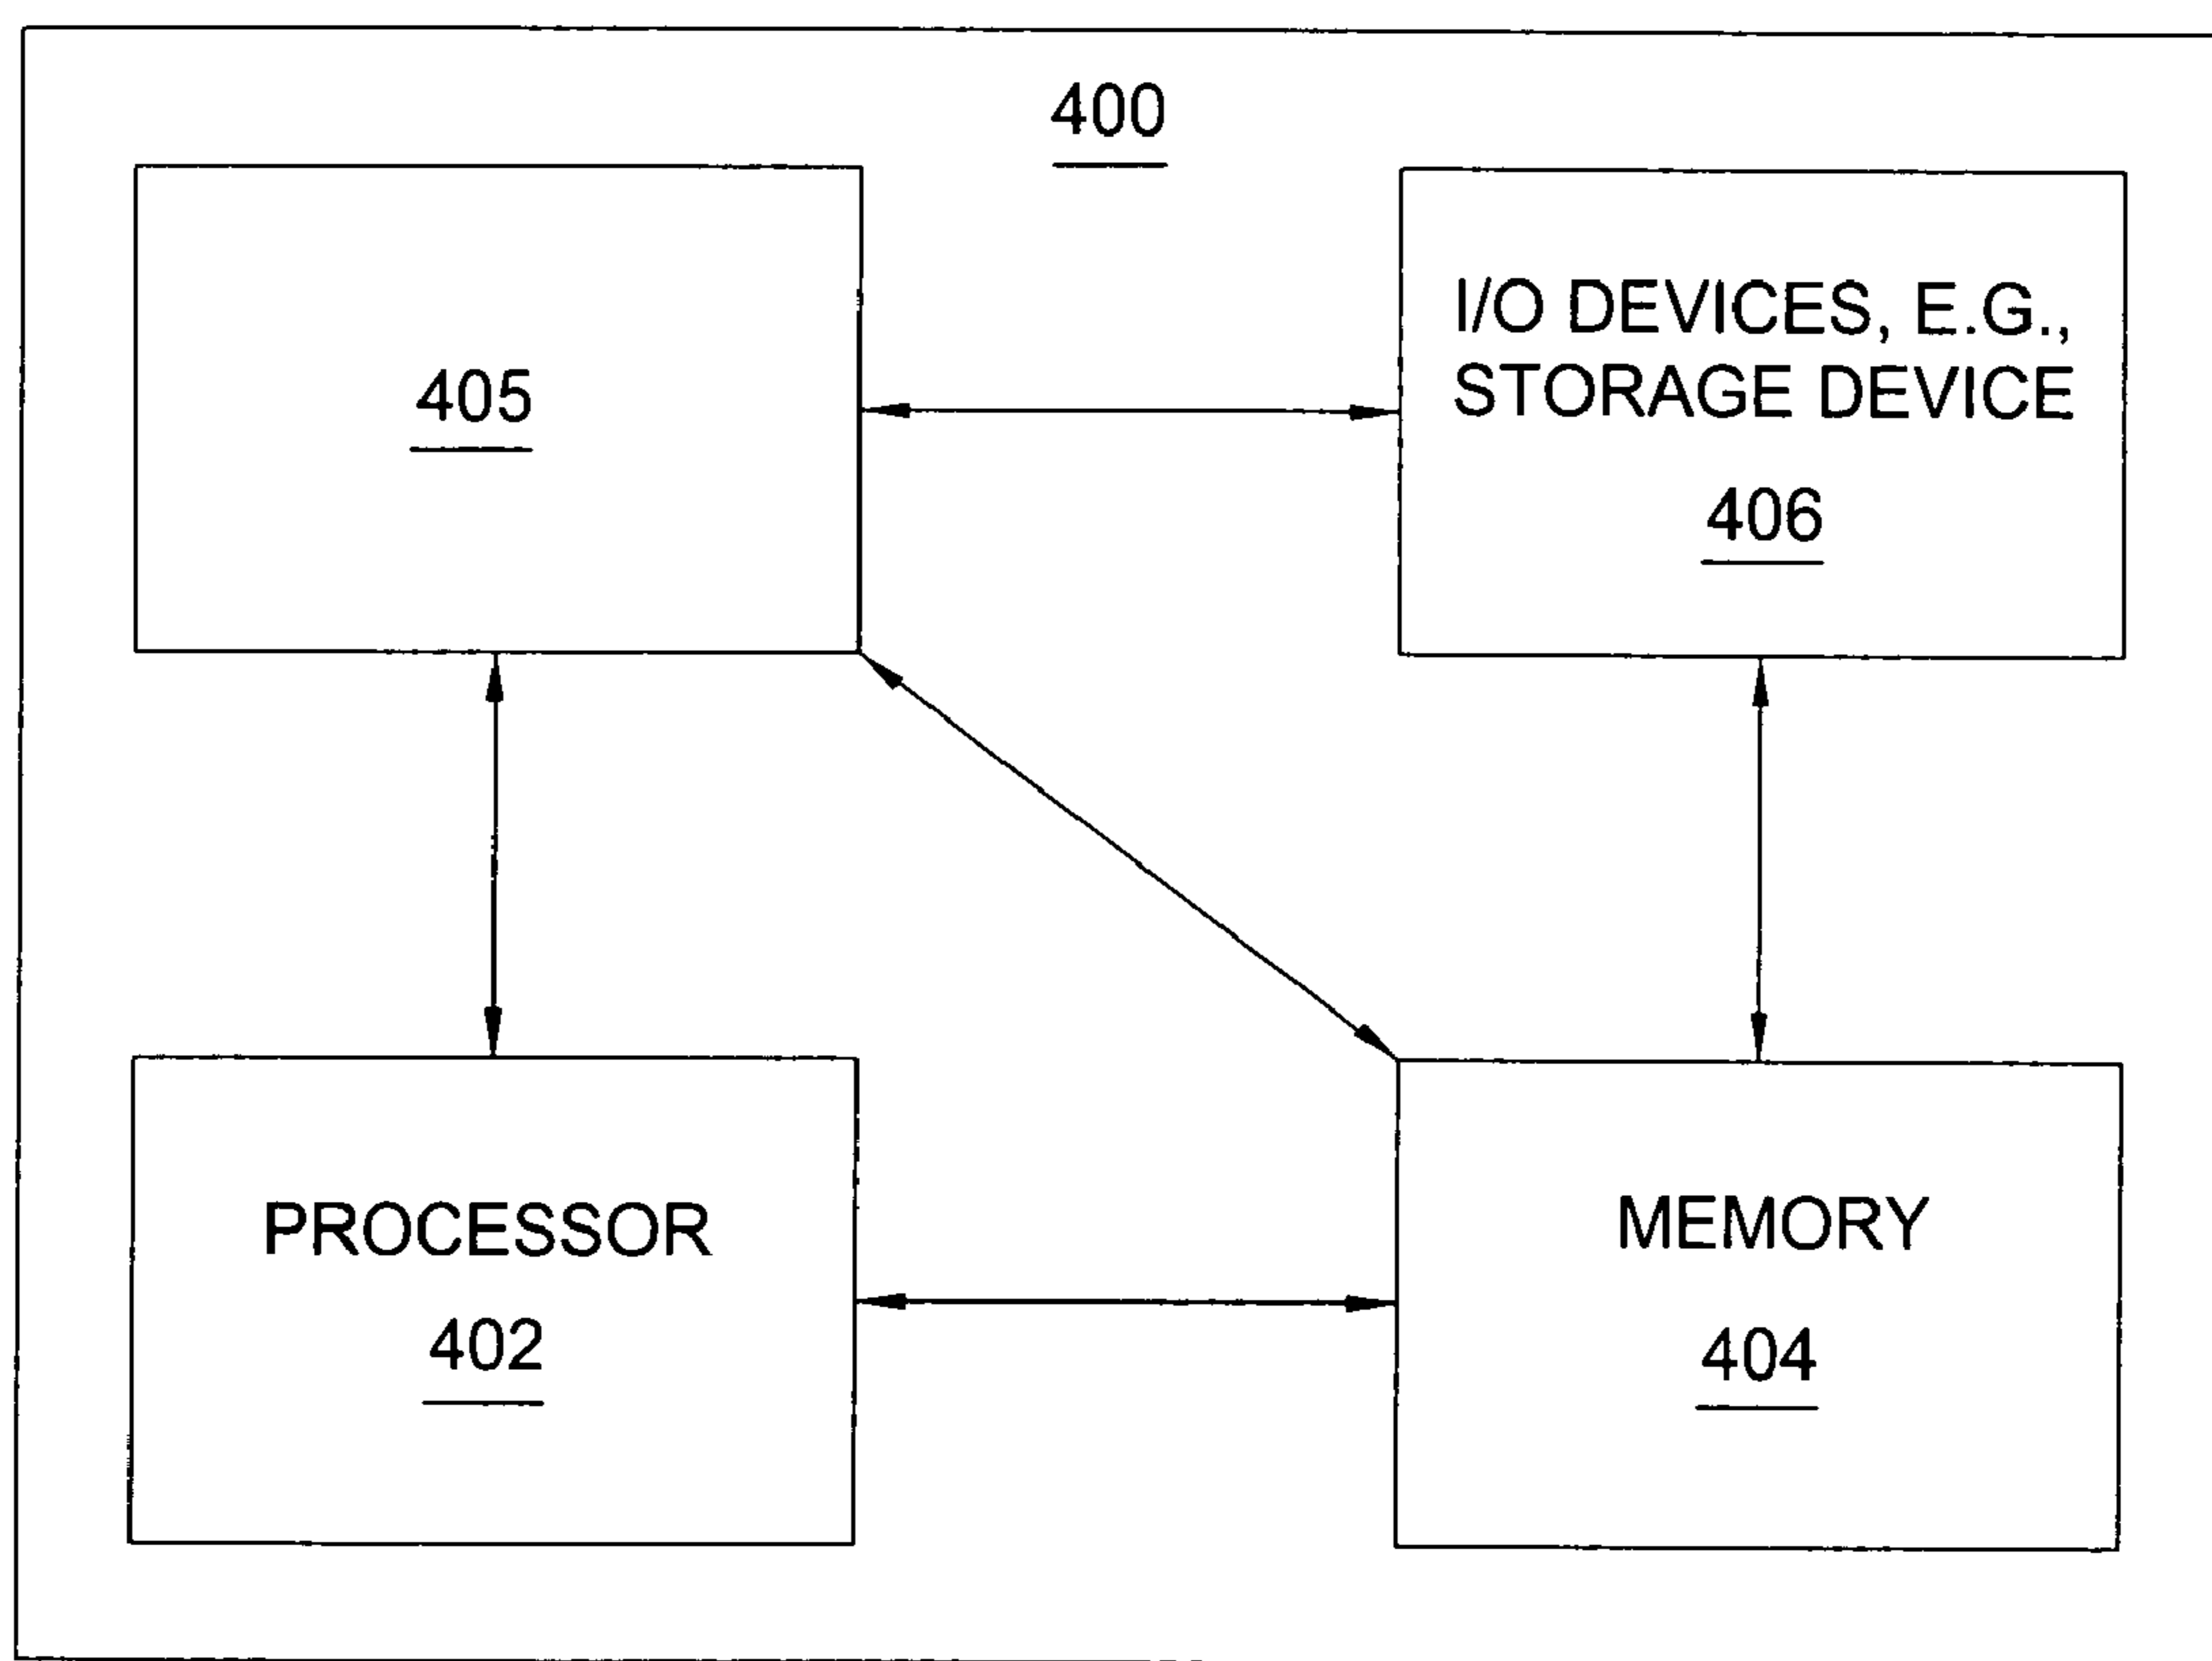 400
405
I/O DEVICES, E.G.,
STORAGE DEVICE
406
PROCESSOR
402
MEMORY
404